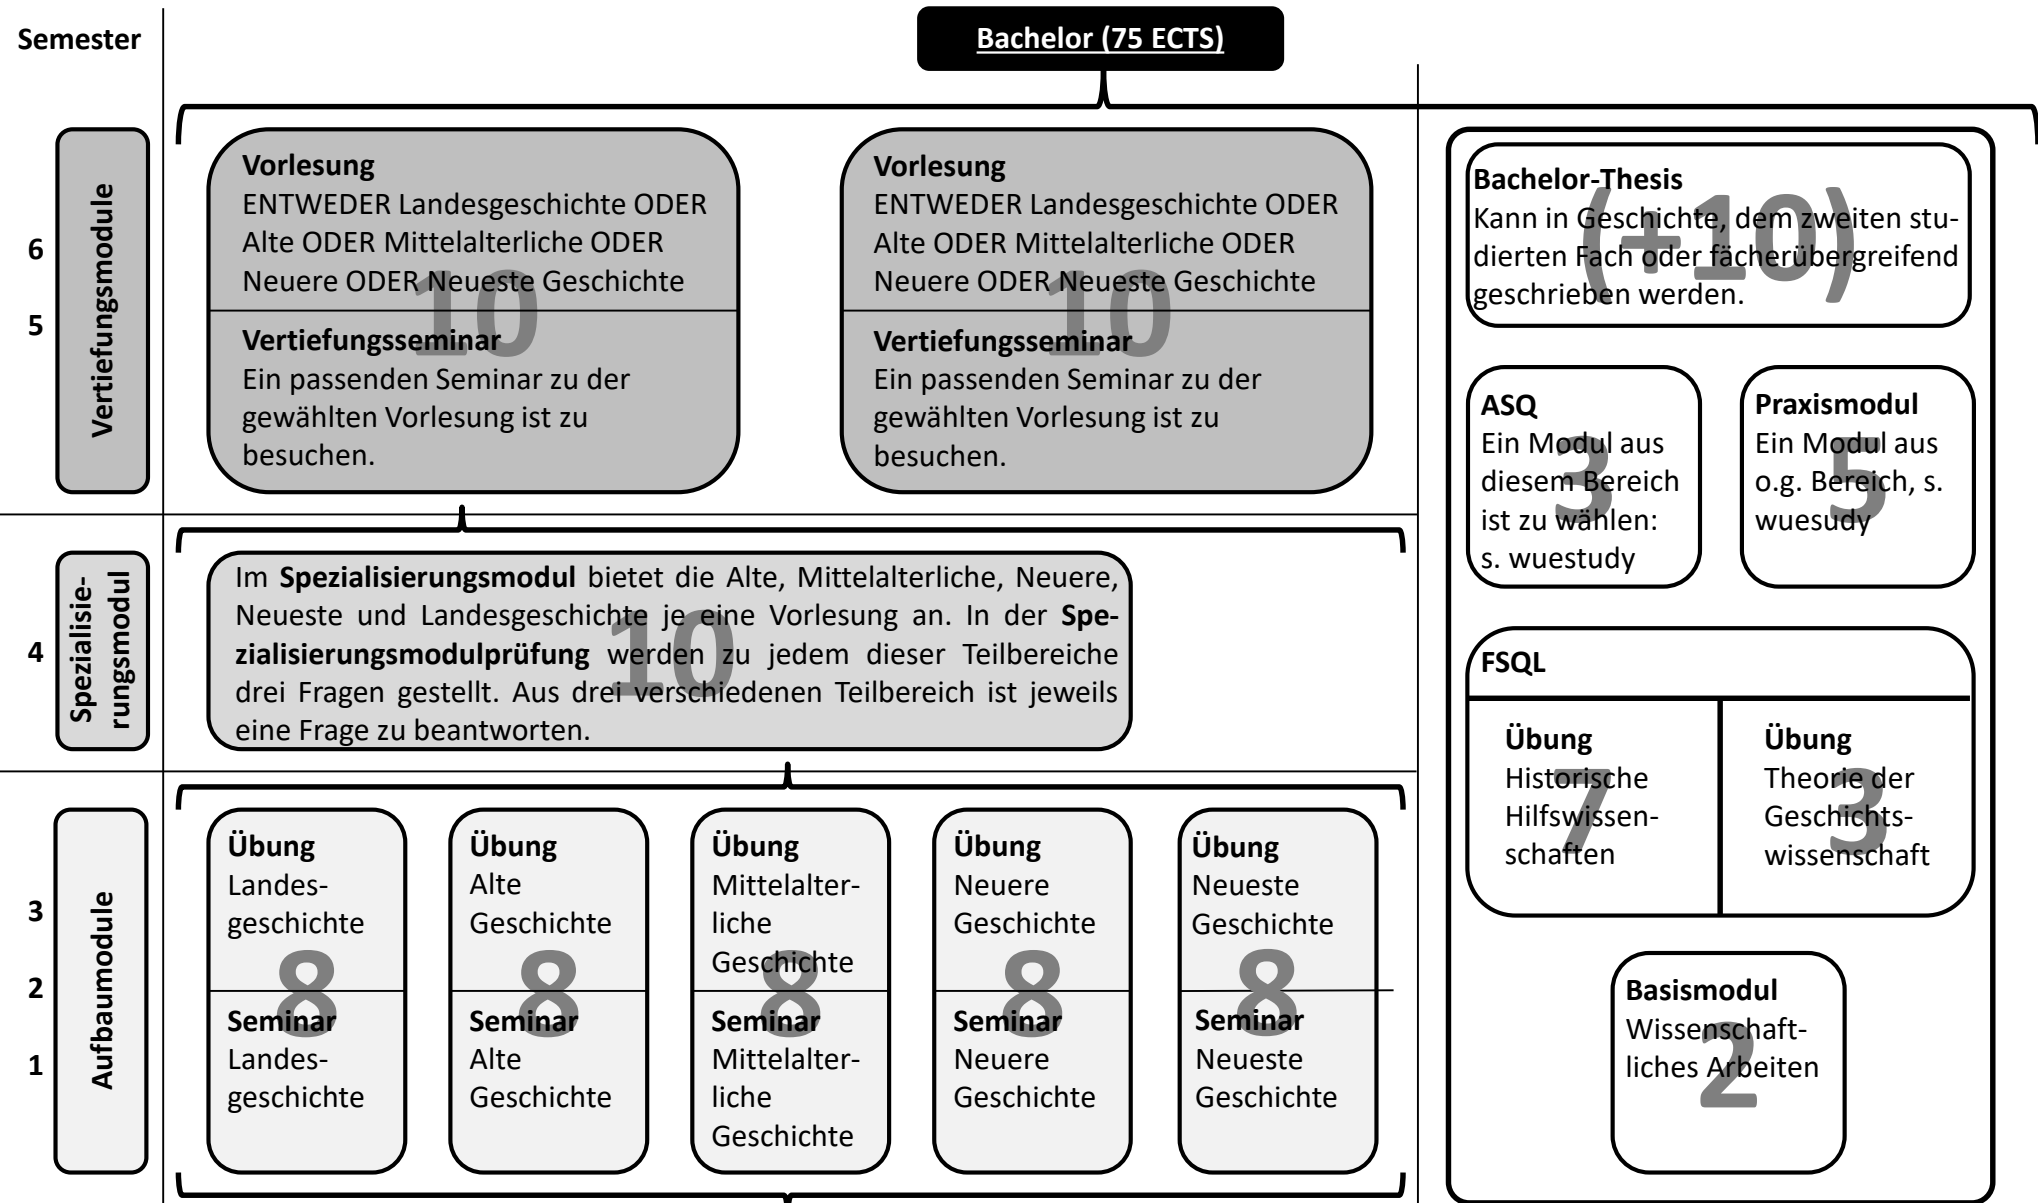 Semester
Bachelor (75 ECTS)
6
5
Vertiefungsmodule
Vorlesung
ENTWEDER Landesgeschichte ODER
Alte ODER Mittelalterliche ODER
Neuere ODER Neueste Geschichte
10
Vertiefungsseminar
Ein passenden Seminar zu der
gewählten Vorlesung ist zu
besuchen.
Vorlesung
ENTWEDER Landesgeschichte ODER
Alte ODER Mittelalterliche ODER
Neuere ODER Neueste Geschichte
10
Vertiefungsseminar
Ein passenden Seminar zu der
gewählten Vorlesung ist zu
besuchen.
4
Spezialisie-
rungsmodul
Im Spezialisierungsmodul bietet die Alte, Mittelalterliche, Neuere,
Neueste und Landesgeschichte je eine Vorlesung an. In der Spe-
zialisierungsmodulprüfung werden zu jedem dieser Teilbereiche
drei Fragen gestellt. Aus drei verschiedenen Teilbereich ist jeweils
eine Frage zu beantworten.
10
3
2
1
Aufbaumodule
Übung
Landes-
geschichte
8
Seminar
Landes-
geschichte
Übung
Alte
Geschichte
8
Seminar
Alte
Geschichte
Übung
Mittelalter-
liche
Geschichte
8
Seminar
Mittelalter-
liche
Geschichte
Übung
Neuere
Geschichte
8
Seminar
Neuere
Geschichte
Übung
Neueste
Geschichte
8
Seminar
Neueste
Geschichte
Bachelor-Thesis
Kann in Geschichte, dem zweiten stu-
dierten Fach oder fächerübergreifend
geschrieben werden.
(+10)
ASQ
Ein Modul aus
diesem Bereich
ist zu wählen:
s. wuestudy
3
Praxismodul
Ein Modul aus
o.g. Bereich, s.
wuesudy
5
FSQL
Übung
Historische
Hilfswissen-
schaften
7
Übung
Theorie der
Geschichts-
wissenschaft
3
Basismodul
Wissenschaft-
liches Arbeiten
2